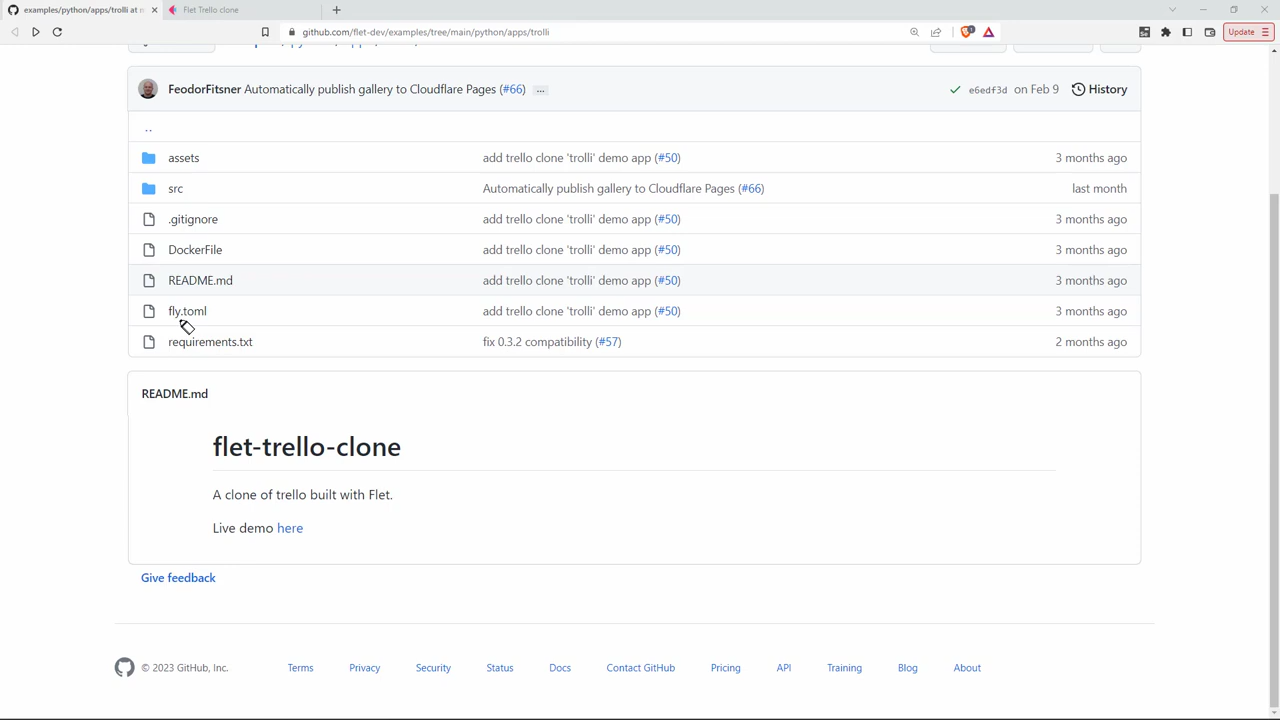 examples/python/apps/trolli at m
Flet Trello clone
github.com/flet-dev/examples/tree/main/python/apps/trolli
Update
FeodorFitsner Automatically publish gallery to Cloudflare Pages (#66) ...
e6edf3d on Feb 9 History
..
assets add trello clone 'trolli' demo app (#50) 3 months ago
src Automatically publish gallery to Cloudflare Pages (#66) last month
.gitignore add trello clone 'trolli' demo app (#50) 3 months ago
DockerFile add trello clone 'trolli' demo app (#50) 3 months ago
README.md add trello clone 'trolli' demo app (#50) 3 months ago
fly.toml add trello clone 'trolli' demo app (#50) 3 months ago
requirements.txt fix 0.3.2 compatibility (#57) 2 months ago
README.md
flet-trello-clone
A clone of trello built with Flet.
Live demo here
Give feedback
© 2023 GitHub, Inc. Terms Privacy Security Status Docs Contact GitHub Pricing API Training Blog About